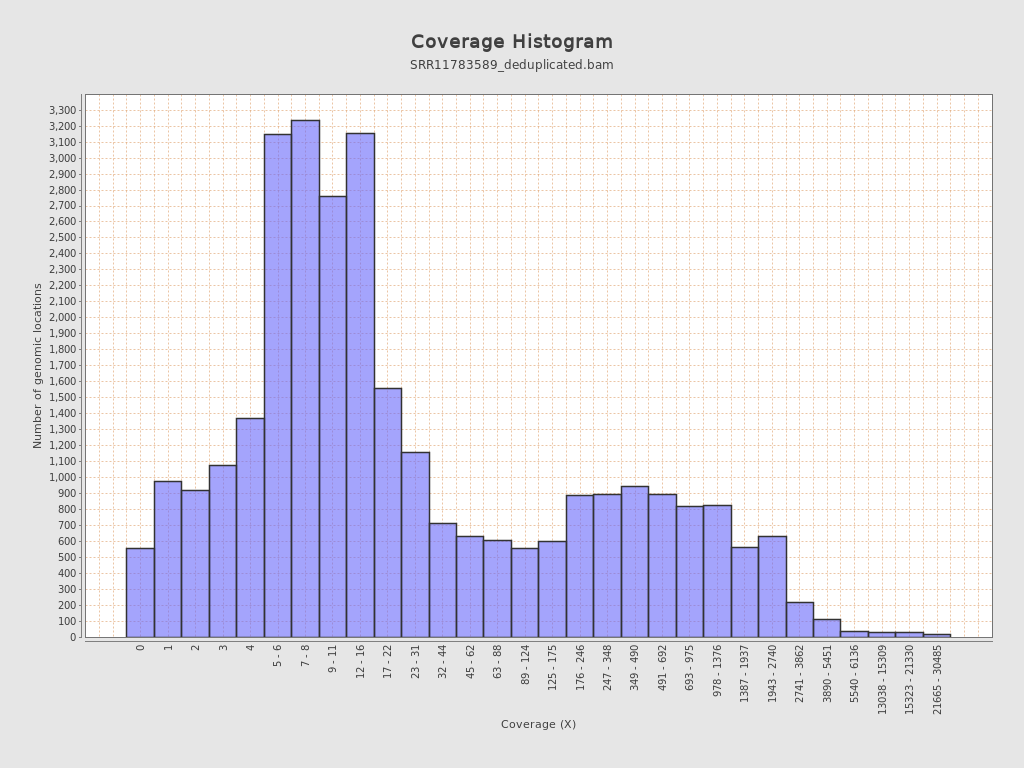 Coverage Histogram
SRR11783589_deduplicated.bam
Number of genomic locations
3,300
3,200
3,100
3,000
2,900
2,800
2,700
2,600
2,500
2,400
2,300
2,200
2,100
2,000
1,900
1,800
1,700
1,600
1,500
1,400
1,300
1,200
1,100
1,000
900
800
700
600
500
400
300
200
100
0
0
1
2
3
4
5 - 6
7 - 8
9 - 11
12 - 16
17 - 22
23 - 31
32 - 44
45 - 62
63 - 88
89 - 124
125 - 175
176 - 246
247 - 348
349 - 490
491 - 692
693 - 975
978 - 1376
1387 - 1937
1943 - 2740
2741 - 3862
3890 - 5451
5540 - 6136
13038 - 15309
15323 - 21330
21665 - 30485
Coverage (X)